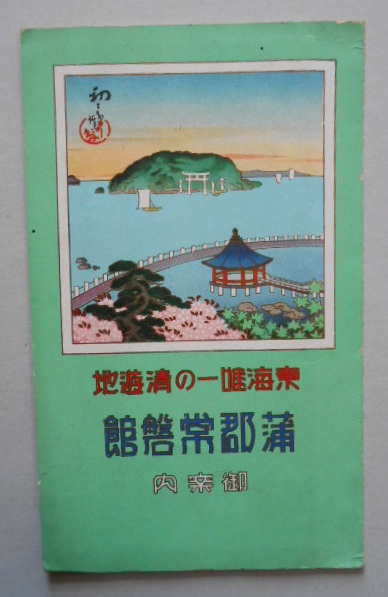 東海唯一の清遊地
蒲郡常磐館
御案内